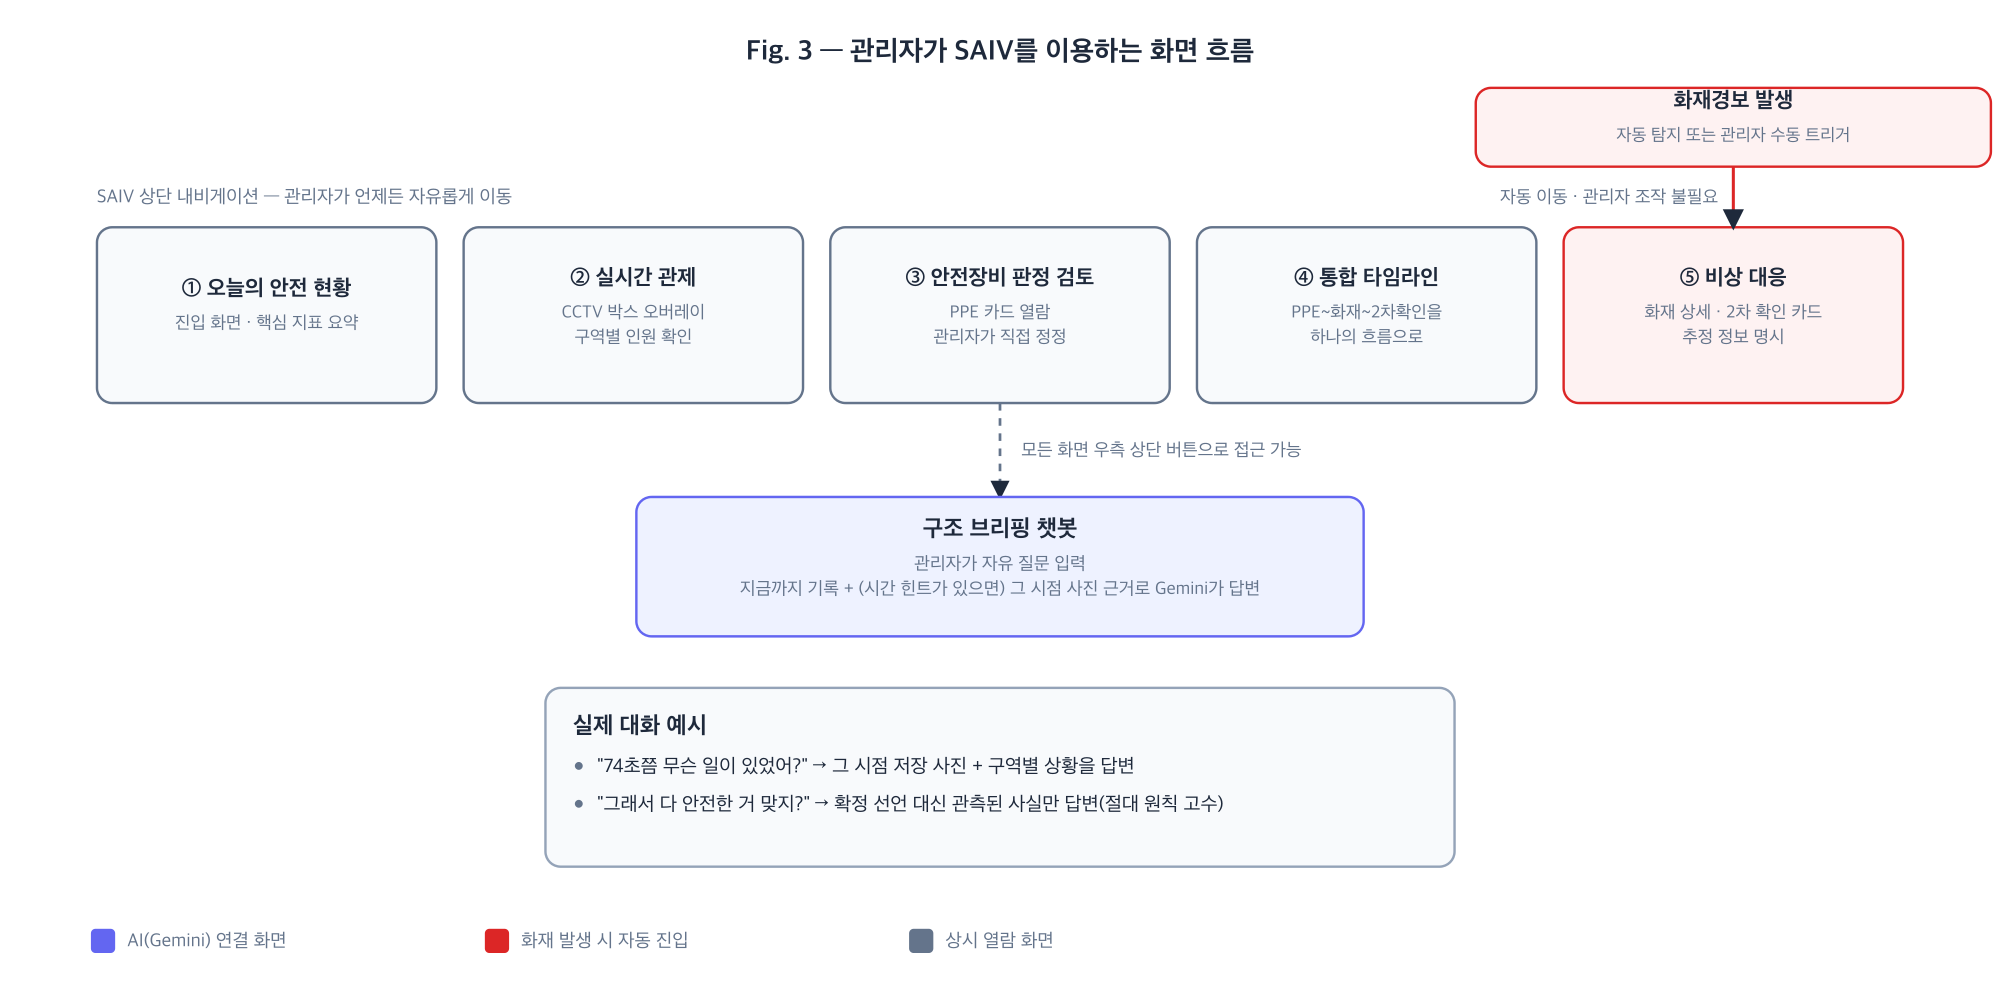 Fig. 3 — 관리자가 SAIV를 이용하는 화면 흐름
화재경보 발생
자동 탐지 또는 관리자 수동 트리거
SAIV 상단 내비게이션 — 관리자가 언제든 자유롭게 이동
자동 이동 · 관리자 조작 불필요
① 오늘의 안전 현황
진입 화면 · 핵심 지표 요약
② 실시간 관제
CCTV 박스 오버레이
구역별 인원 확인
③ 안전장비 판정 검토
PPE 카드 열람
관리자가 직접 정정
④ 통합 타임라인
PPE~화재~2차확인을
하나의 흐름으로
⑤ 비상 대응
화재 상세 · 2차 확인 카드
추정 정보 명시
모든 화면 우측 상단 버튼으로 접근 가능
구조 브리핑 챗봇
관리자가 자유 질문 입력
지금까지 기록 + (시간 힌트가 있으면) 그 시점 사진 근거로 Gemini가 답변
실제 대화 예시
● "74초쯤 무슨 일이 있었어?" → 그 시점 저장 사진 + 구역별 상황을 답변
● "그래서 다 안전한 거 맞지?" → 확정 선언 대신 관측된 사실만 답변(절대 원칙 고수)
AI(Gemini) 연결 화면
화재 발생 시 자동 진입
상시 열람 화면